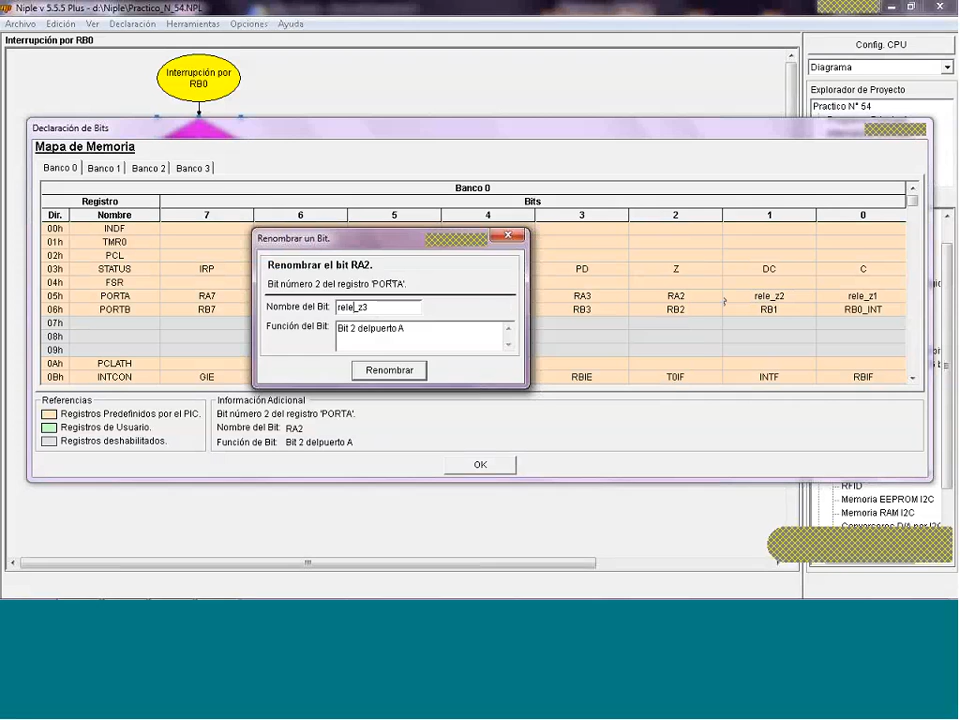 Niple v 5.5.5 Plus - d:\Niple\Practico_N_54.NPL
Archivo Edición Ver Declaración Herramientas Opciones Ayuda
Interrupción por RB0
Config. CPU
Diagrama
Explorador de Proyecto
Practico N° 54
Interrupción por
RB0
Declaración de Bits
Mapa de Memoria
Banco 0 Banco 1 Banco 2 Banco 3
Banco 0
Registro Bits
Dir. Nombre 7 6 5 4 3 2 1 0
00h INDF
01h TMR0
02h PCL
03h STATUS IRP PD Z DC C
04h FSR
05h PORTA RA7 RA3 RA2 rele_z2 rele_z1
06h PORTB RB7 RB3 RB2 RB1 RB0_INT
07h
08h
09h
0Ah PCLATH
0Bh INTCON GIE RBIE T0IF INTF RBIF
Renombrar un Bit.
Renombrar el bit RA2.
Bit número 2 del registro 'PORTA'.
Nombre del Bit: rele_z3
Función del Bit: Bit 2 delpuerto A
Renombrar
Referencias
Registros Predefinidos por el PIC.
Registros de Usuario.
Registros deshabilitados.
Información Adicional
Bit número 2 del registro 'PORTA'.
Nombre del Bit: RA2
Función de Bit: Bit 2 delpuerto A
OK
RFID
Memoria EEPROM I2C
Memoria RAM I2C
Conversores D/A por I2C